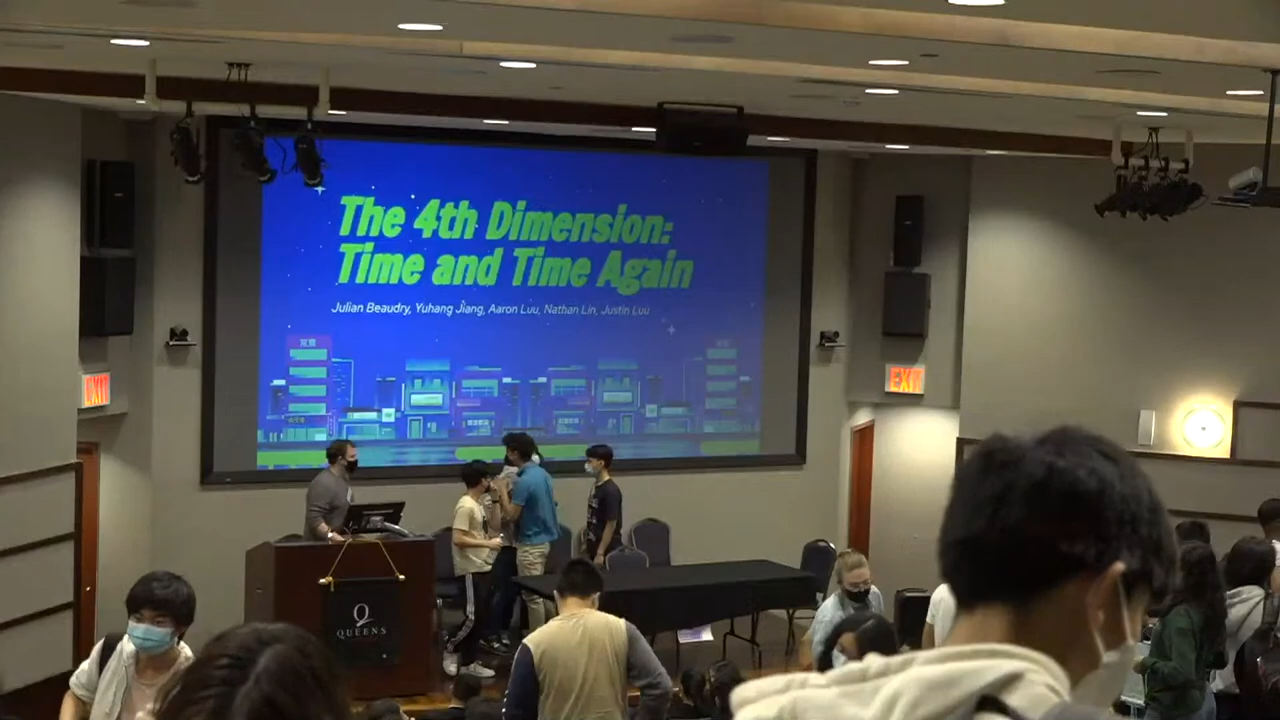 The 4th Dimension:
Time and Time Again
Julian Beaudry, Yuhang Jiang, Aaron Luu, Nathan Lin, Justin Luu
EXIT
EXIT
Q
QUEENS